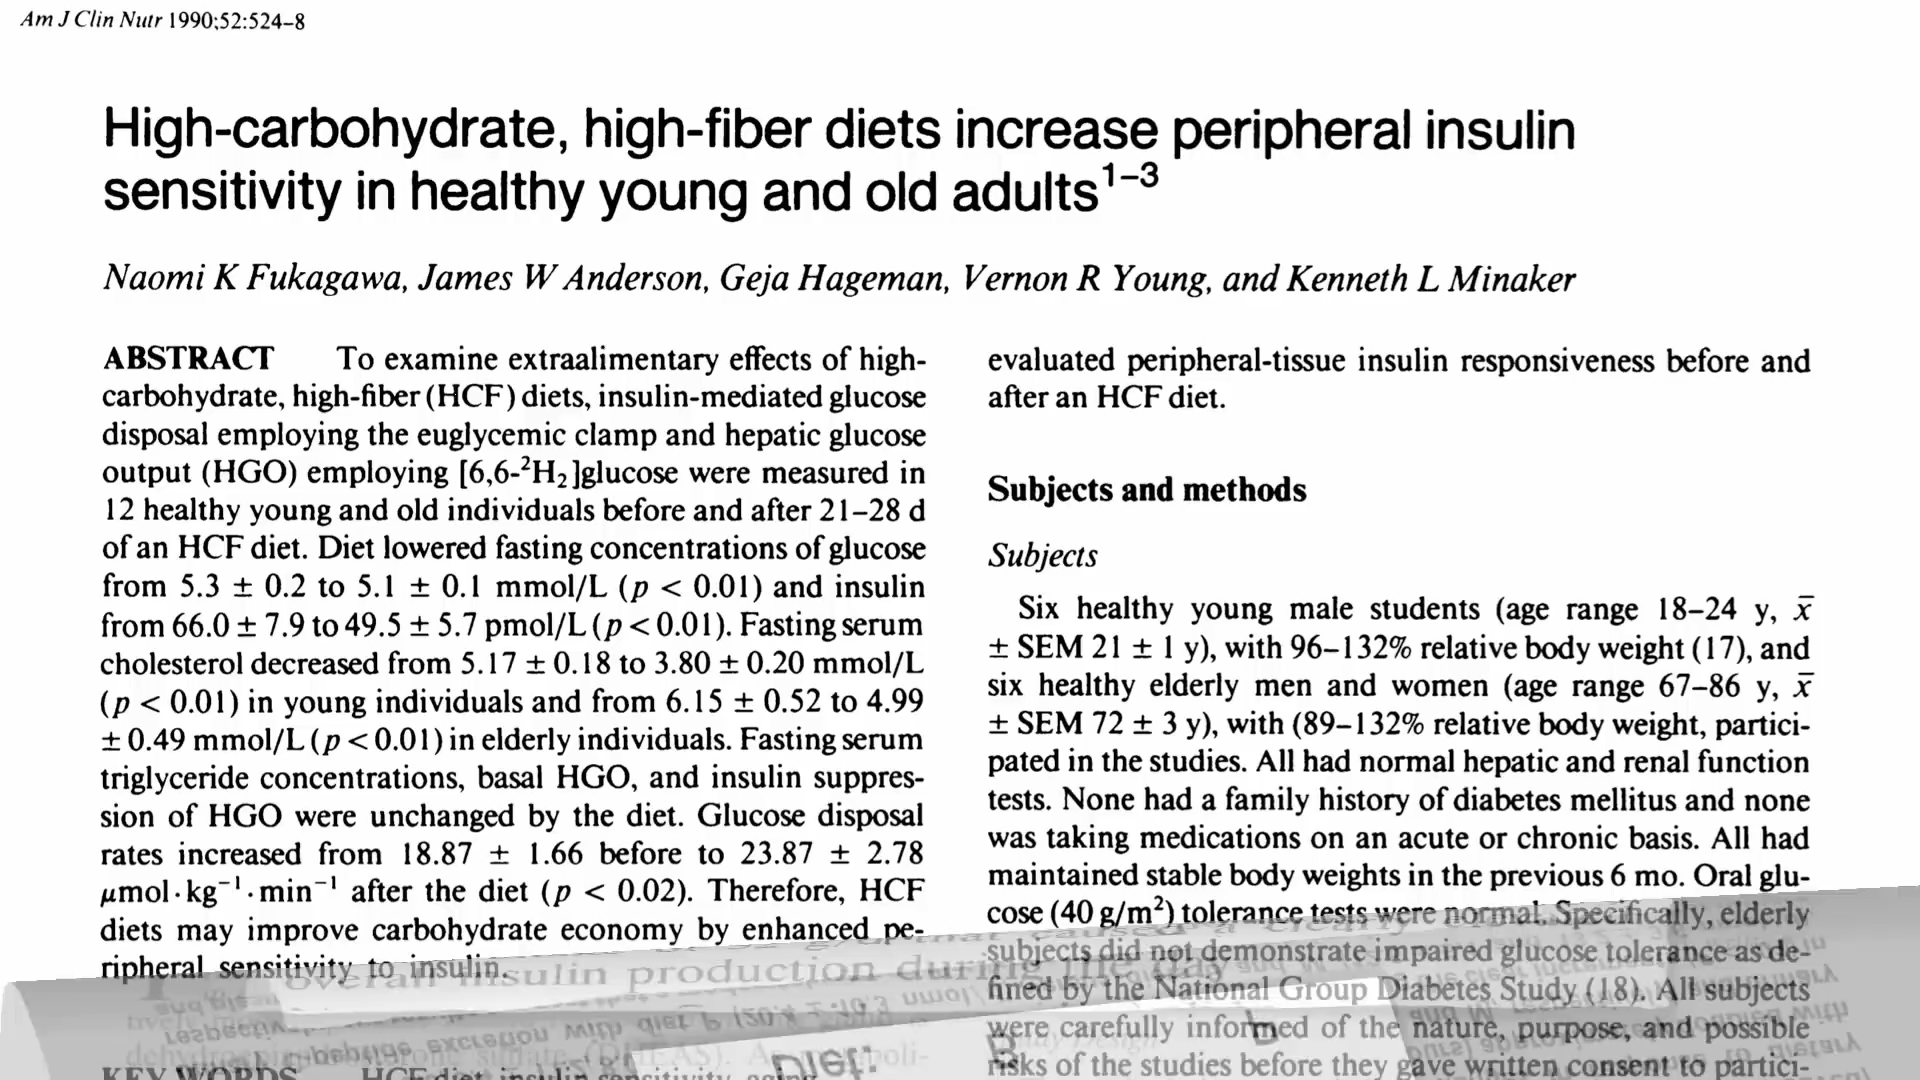 Am J Clin Nutr 1990;52:524–8
High-carbohydrate, high-fiber diets increase peripheral insulin
sensitivity in healthy young and old adults1–3
Naomi K Fukagawa, James W Anderson, Geja Hageman, Vernon R Young, and Kenneth L Minaker
ABSTRACT To examine extraalimentary effects of high-
carbohydrate, high-fiber (HCF) diets, insulin-mediated glucose
disposal employing the euglycemic clamp and hepatic glucose
output (HGO) employing [6,6-²H₂]glucose were measured in
12 healthy young and old individuals before and after 21–28 d
of an HCF diet. Diet lowered fasting concentrations of glucose
from 5.3 ± 0.2 to 5.1 ± 0.1 mmol/L (p < 0.01) and insulin
from 66.0 ± 7.9 to 49.5 ± 5.7 pmol/L (p < 0.01). Fasting serum
cholesterol decreased from 5.17 ± 0.18 to 3.80 ± 0.20 mmol/L
(p < 0.01) in young individuals and from 6.15 ± 0.52 to 4.99
± 0.49 mmol/L (p < 0.01) in elderly individuals. Fasting serum
triglyceride concentrations, basal HGO, and insulin suppres-
sion of HGO were unchanged by the diet. Glucose disposal
rates increased from 18.87 ± 1.66 before to 23.87 ± 2.78
μmol·kg⁻¹·min⁻¹ after the diet (p < 0.02). Therefore, HCF
diets may improve carbohydrate economy by enhanced pe-
ripheral sensitivity to insulin.
overall insulin production during the day
KEY WORDS HCF diet, insulin sensitivity, aging
evaluated peripheral-tissue insulin responsiveness before and
after an HCF diet.
Subjects and methods
Subjects
Six healthy young male students (age range 18–24 y, x̄
± SEM 21 ± 1 y), with 96–132% relative body weight (17), and
six healthy elderly men and women (age range 67–86 y, x̄
± SEM 72 ± 3 y), with (89–132% relative body weight, partici-
pated in the studies. All had normal hepatic and renal function
tests. None had a family history of diabetes mellitus and none
was taking medications on an acute or chronic basis. All had
maintained stable body weights in the previous 6 mo. Oral glu-
cose (40 g/m²) tolerance tests were normal. Specifically, elderly
subjects did not demonstrate impaired glucose tolerance as de-
fined by the National Group Diabetes Study (18). All subjects
were carefully informed of the nature, purpose, and possible
risks of the studies before they gave written consent to partici-